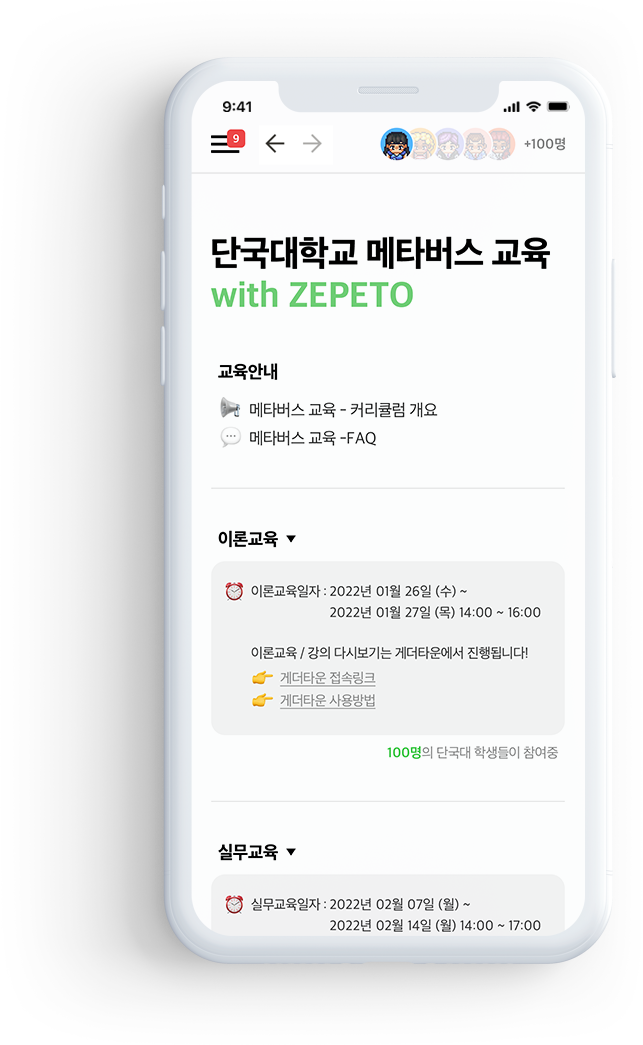 9:41
9
+100명
단국대학교 메타버스 교육
with ZEPETO
교육안내
메타버스 교육 - 커리큘럼 개요
메타버스 교육 -FAQ
이론교육 ▼
이론교육일자 : 2022년 01월 26일 (수) ~
2022년 01월 27일 (목) 14:00 ~ 16:00
이론교육 / 강의 다시보기는 게더타운에서 진행됩니다!
게더타운 접속링크
게더타운 사용방법
100명의 단국대 학생들이 참여중
실무교육 ▼
실무교육일자 : 2022년 02월 07일 (월) ~
2022년 02월 14일 (월) 14:00 ~ 17:00